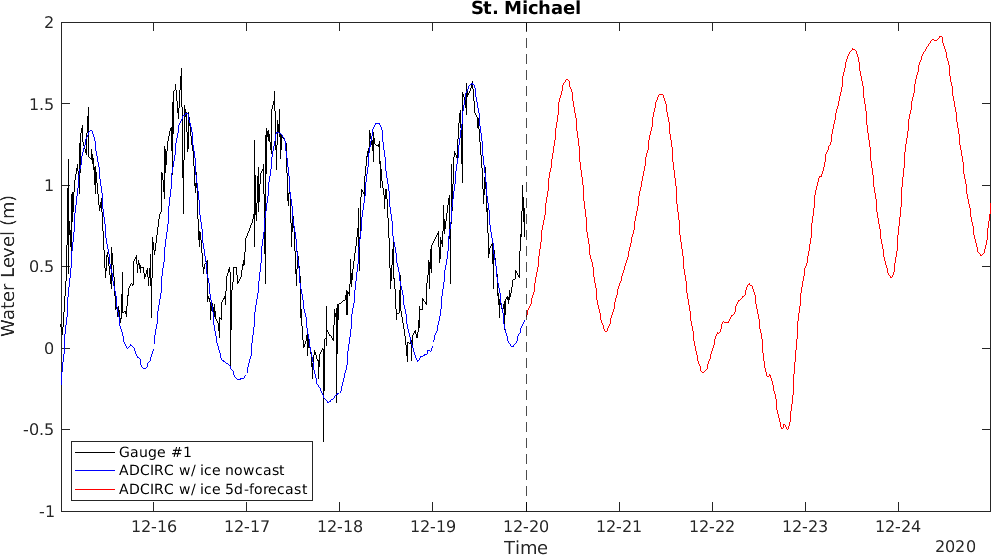 St. Michael
Water Level (m)
2
1.5
1
0.5
0
-0.5
-1
Gauge #1
ADCIRC w/ ice nowcast
ADCIRC w/ ice 5d-forecast
12-16
12-17
12-18
12-19
12-20
12-21
12-22
12-23
12-24
Time
2020